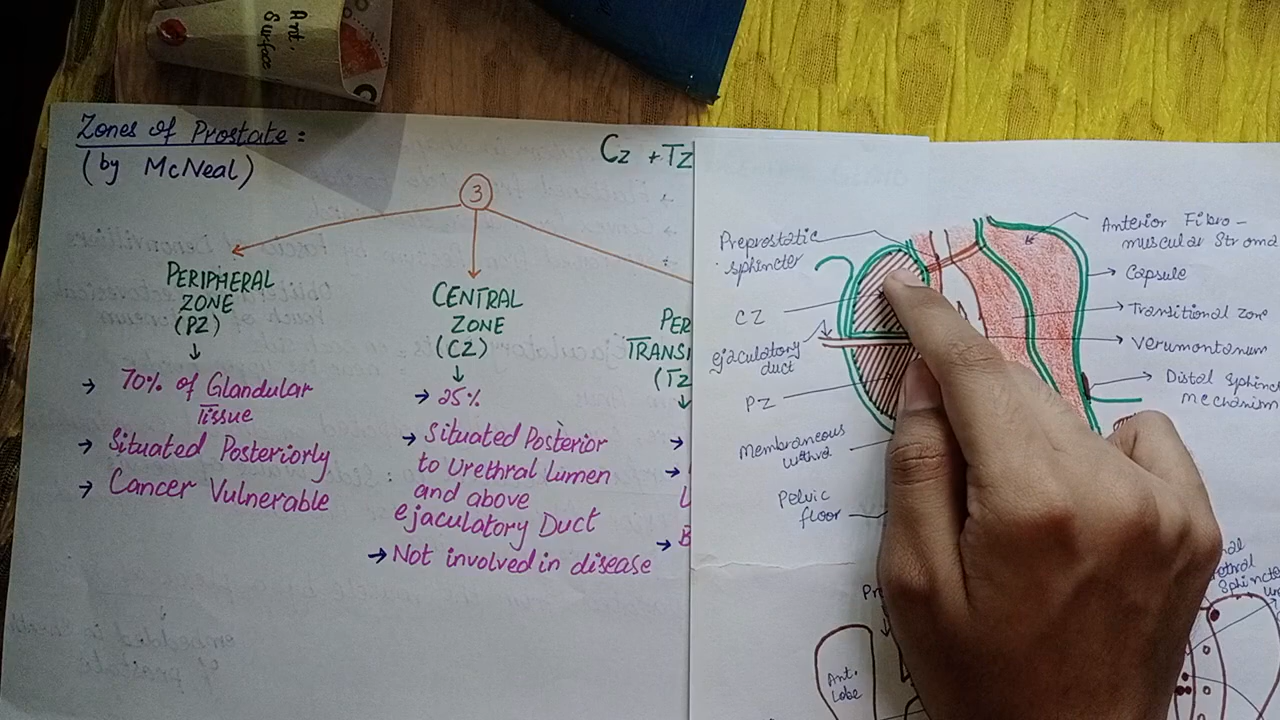 Ant.
Surface
Zones of Prostate :
(by McNeal)
3
CZ + TZ
PERIPHERAL
ZONE
(PZ)
→ 70% of Glandular
Tissue
→ Situated Posteriorly
→ Cancer Vulnerable
CENTRAL
ZONE
(CZ)
→ 25%
→ Situated Posterior
to Urethral lumen
and above
ejaculatory Duct
→ Not involved in disease
PER
TRANSI
(TZ
Preprostatic
sphincter
CZ
ejaculatory
duct
PZ
Membraneous
Pelvic
floor
Anterior Fibro-
muscular Stroma
Capsule
Transitional zone
Verumontanum
Distal Sphinc
mechanism
Ant.
Lobe